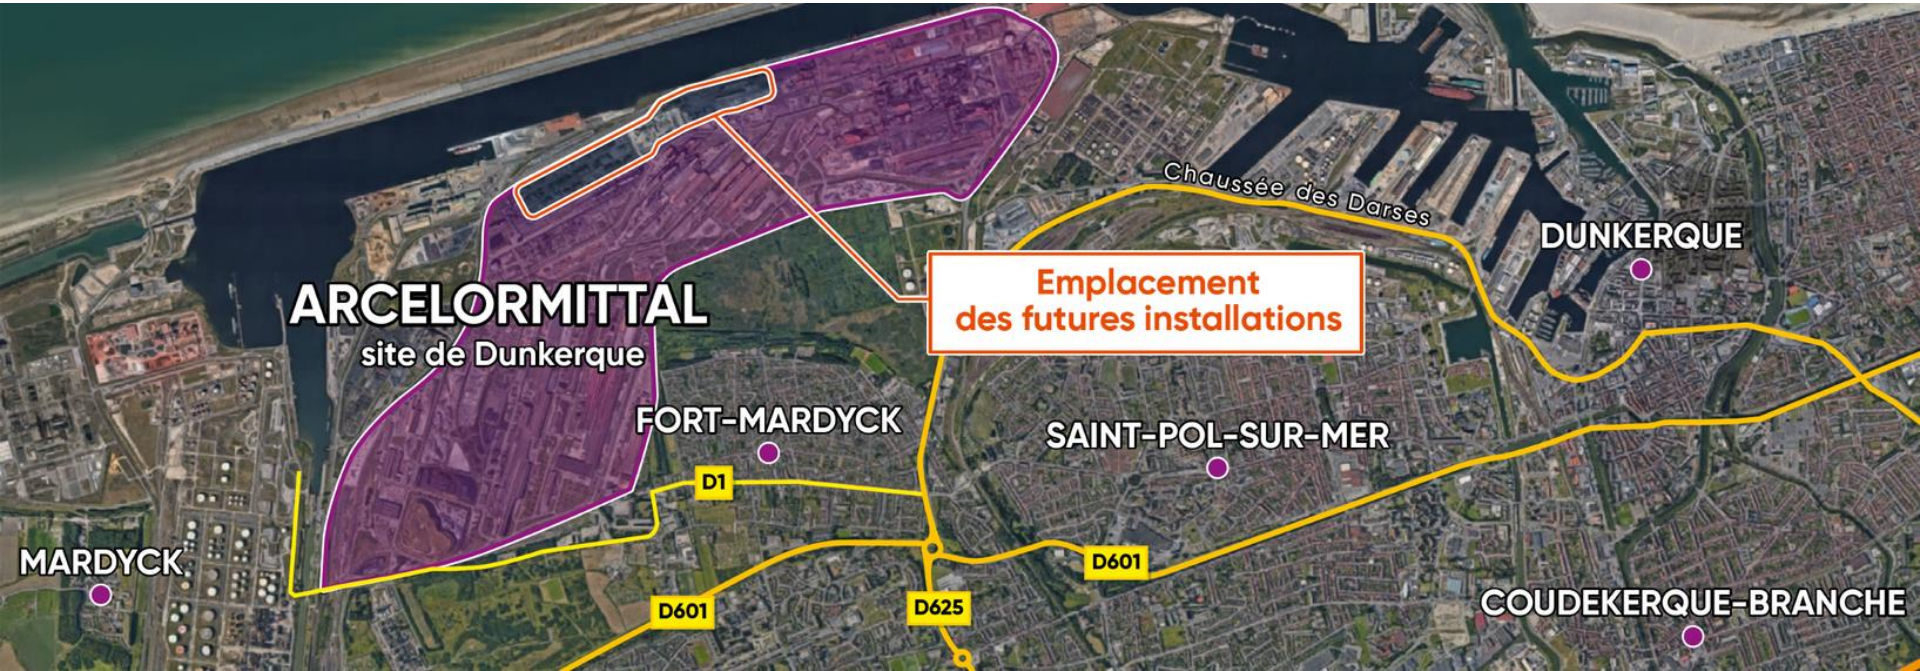 Chaussée des Darses
DUNKERQUE
Emplacement
des futures installations
ARCELORMITTAL
site de Dunkerque
FORT-MARDYCK
SAINT-POL-SUR-MER
D1
MARDYCK
D601
D601
D625
COUDEKERQUE-BRANCHE